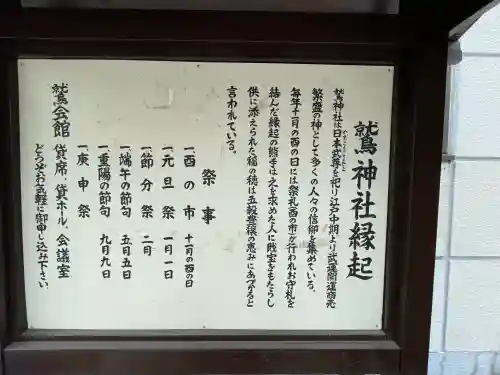 鷲神社縁起
鷲神社は日本武尊を祀り江戸中期より武運開運商売
繁盛の神として多くの人々の信仰を集めている。
毎年十一月の酉の日には祭礼酉の市が行われお守札を
結んだ縁起の熊手は之を求めた人に財宝をもたらし
供に添えられた稲の穂は五穀豊穣の恵みにあづかると
言われている。
祭事
一、酉の市 十一月の酉の日
一、元旦祭 一月一日
一、節分祭 二月
一、端午の節句 五月五日
一、重陽の節句 九月九日
一、庚申祭
鷲会館 貸席、貸ホール、会議室
どうぞお気軽に御申し込み下さい。